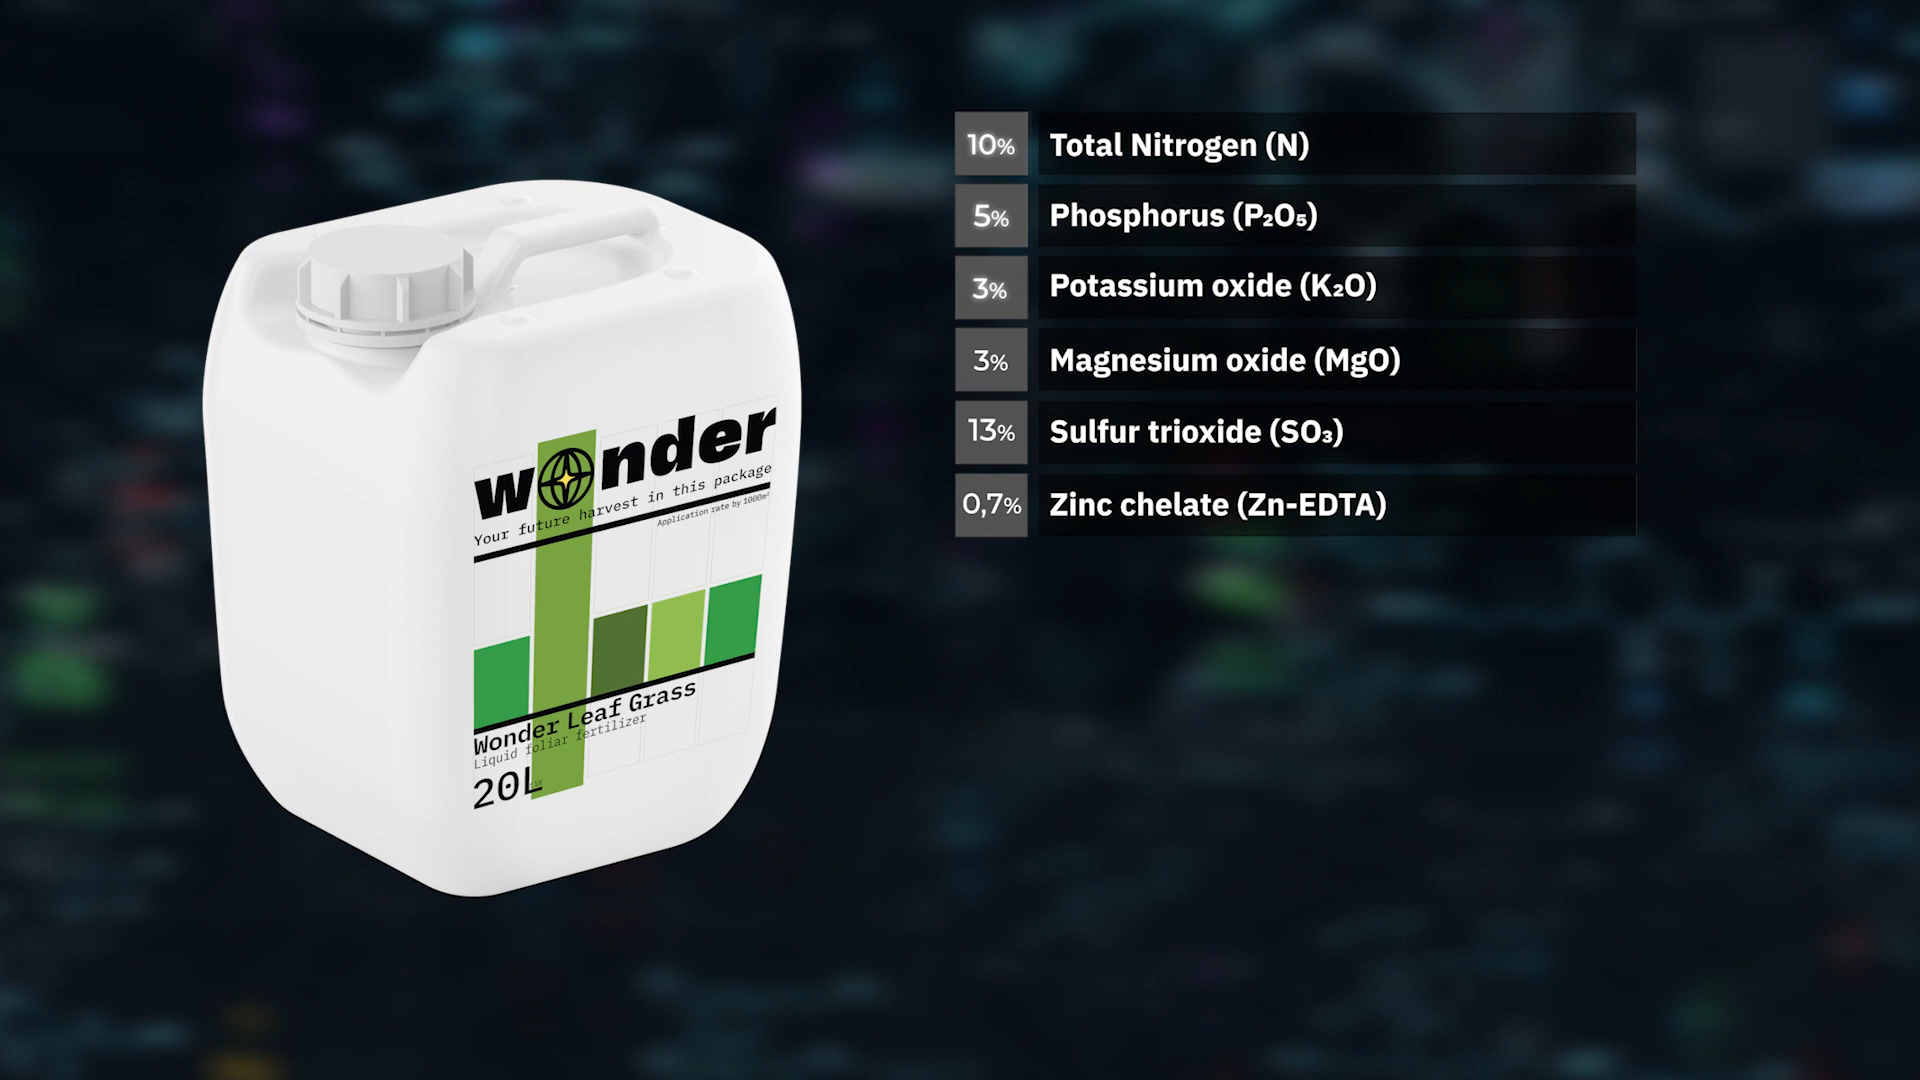 wonder
Your future harvest in this package
Application rate by 1000m²
Wonder Leaf Grass
Liquid foliar fertilizer
20L
10% Total Nitrogen (N)
5% Phosphorus (P₂O₅)
3% Potassium oxide (K₂O)
3% Magnesium oxide (MgO)
13% Sulfur trioxide (SO₃)
0,7% Zinc chelate (Zn-EDTA)